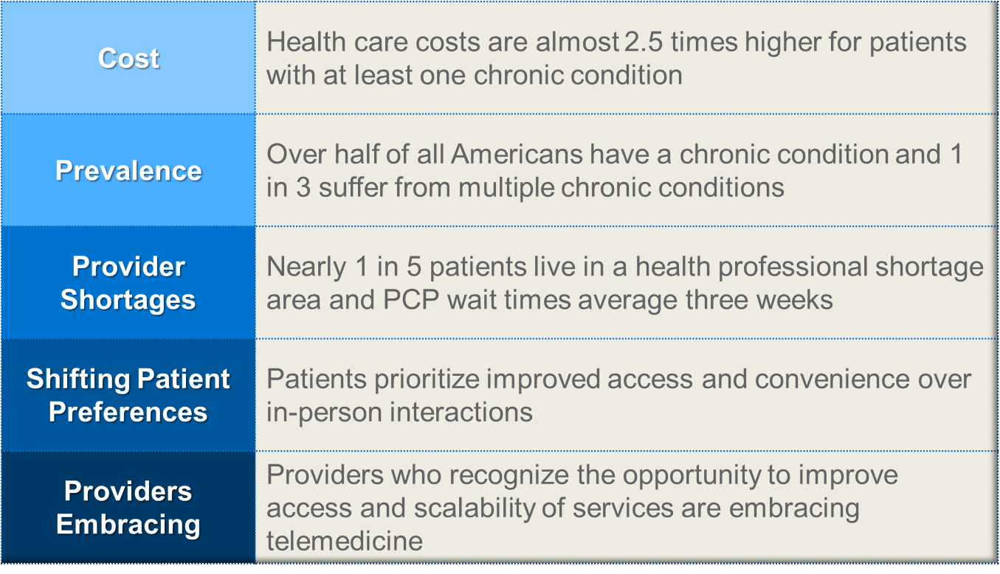 Cost
Health care costs are almost 2.5 times higher for patients
with at least one chronic condition
Prevalence
Over half of all Americans have a chronic condition and 1
in 3 suffer from multiple chronic conditions
Provider
Shortages
Nearly 1 in 5 patients live in a health professional shortage
area and PCP wait times average three weeks
Shifting Patient
Preferences
Patients prioritize improved access and convenience over
in-person interactions
Providers
Embracing
Providers who recognize the opportunity to improve
access and scalability of services are embracing
telemedicine